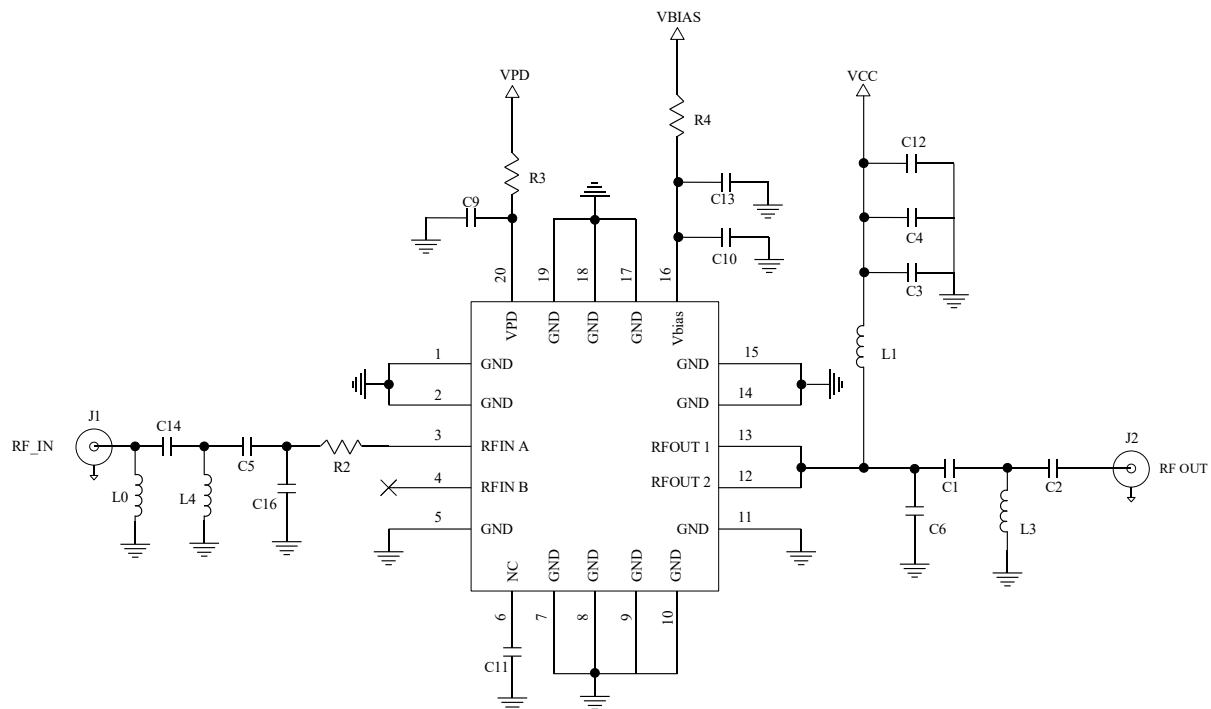 VBIAS
VPD
VCC
R4
C12
R3
C13
C9
C4
C10
C3
20
19
18
17
16
VPD
GND
GND
GND
Vbias
L1
1
GND
GND
15
2
GND
GND
14
J1
RF_IN
C14
C5
R2
3
RFIN A
RFOUT 1
13
J2
RF OUT
L0
L4
C16
4
RFIN B
RFOUT 2
12
C1
C2
5
GND
GND
11
C6
L3
NC
GND
GND
GND
GND
6
7
8
9
10
C11